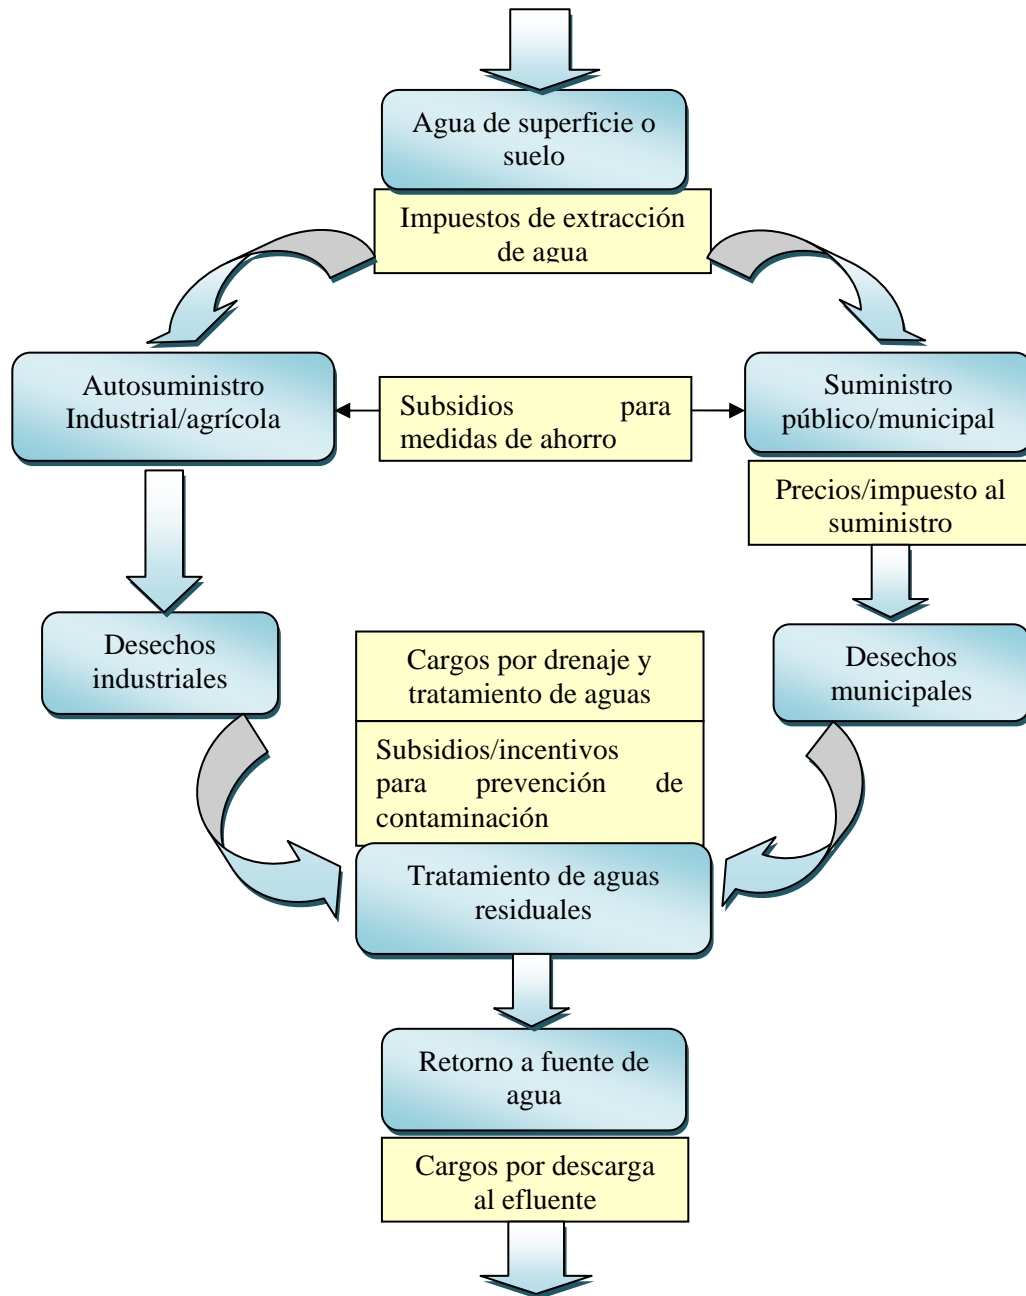 Agua de superficie o
suelo
Impuestos de extracción
de agua
Autosuministro
Industrial/agrícola
Subsidios para
medidas de ahorro
Suministro
público/municipal
Precios/impuesto al
suministro
Desechos
industriales
Cargos por drenaje y
tratamiento de aguas
Desechos
municipales
Subsidios/incentivos
para prevención de
contaminación
Tratamiento de aguas
residuales
Retorno a fuente de
agua
Cargos por descarga
al efluente